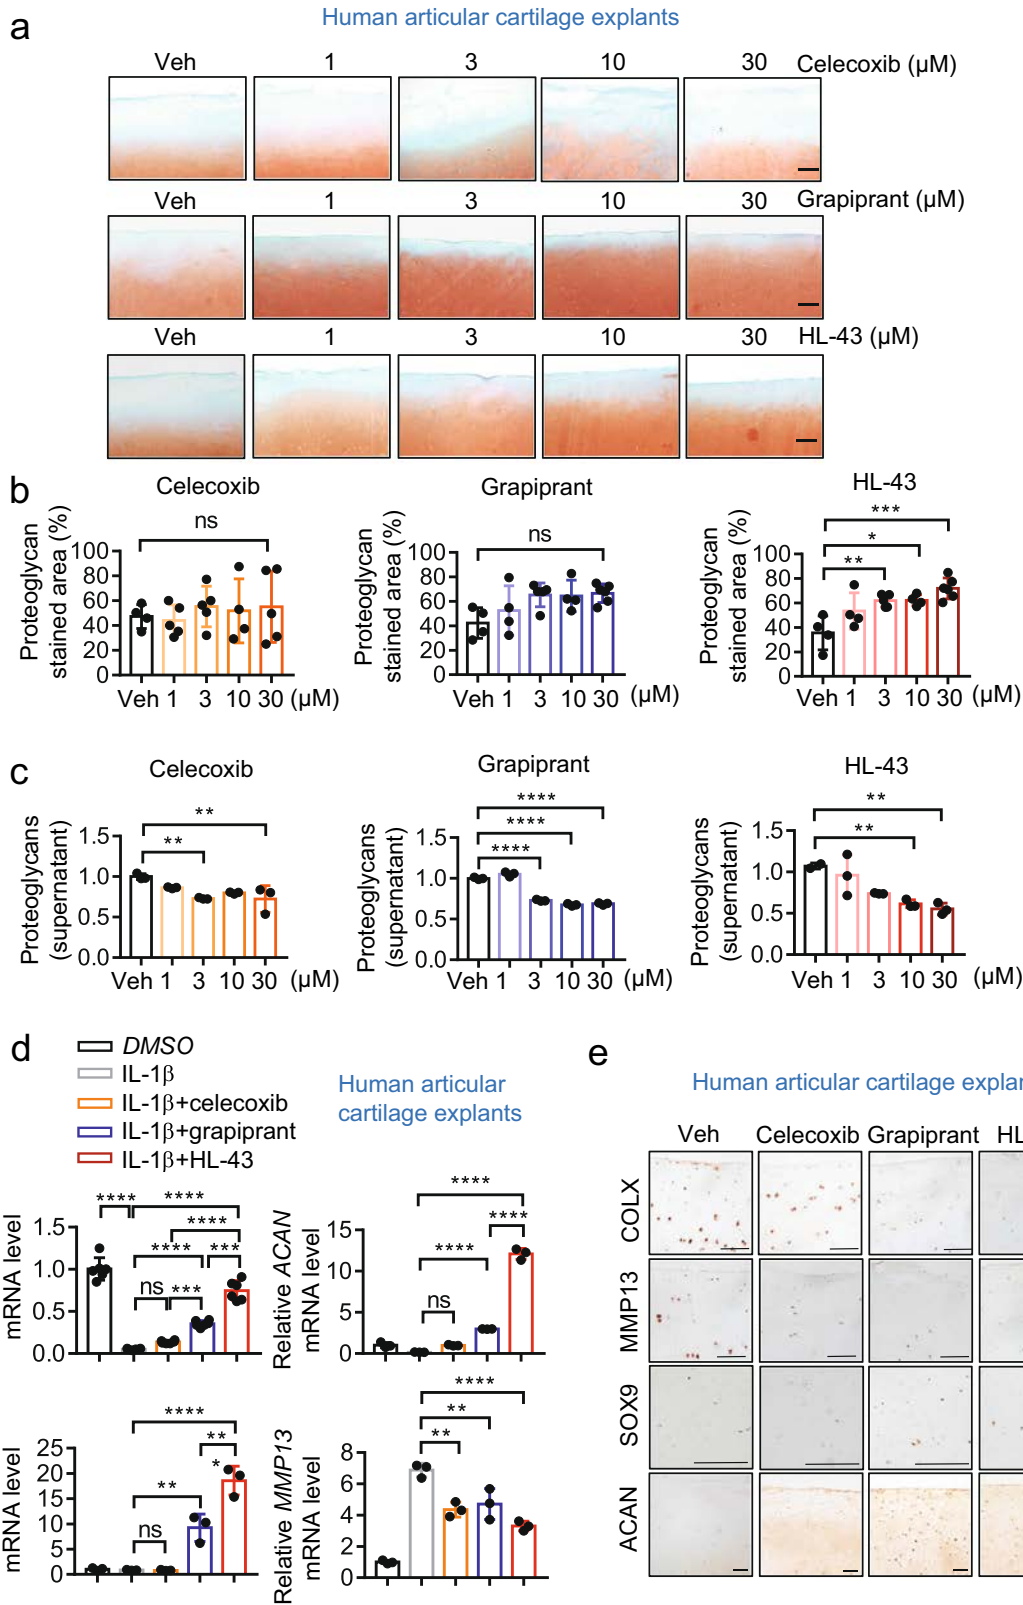 a
Human articular cartilage explants
Veh 1 3 10 30 Celecoxib (μM)
Veh 1 3 10 30 Grapiprant (μM)
Veh 1 3 10 30 HL-43 (μM)
b
Celecoxib
Proteoglycan
stained area (%)
ns
100
80
60
40
20
0
Veh 1 3 10 30 (μM)
Grapiprant
Proteoglycan
stained area (%)
ns
100
80
60
40
20
0
Veh 1 3 10 30 (μM)
HL-43
Proteoglycan
stained area (%)
***
*
**
100
80
60
40
20
0
Veh 1 3 10 30 (μM)
c
Celecoxib
Proteoglycans
(supernatant)
**
**
1.5
1.0
0.5
0.0
Veh 1 3 10 30 (μM)
Grapiprant
Proteoglycans
(supernatant)
****
****
****
1.5
1.0
0.5
0.0
Veh 1 3 10 30 (μM)
HL-43
Proteoglycans
(supernatant)
**
**
1.5
1.0
0.5
0.0
Veh 1 3 10 30 (μM)
d
DMSO
IL-1β
IL-1β+celecoxib
IL-1β+grapiprant
IL-1β+HL-43
Human articular
cartilage explants
mRNA level
**** ****
****
**** ***
ns ***
1.5
1.0
0.5
0.0
Relative ACAN
mRNA level
****
****
****
ns
15
10
5
0
mRNA level
****
**
*
**
ns
25
20
15
10
5
0
Relative MMP13
mRNA level
****
**
**
8
6
4
2
0
e
Human articular cartilage explan
Veh Celecoxib Grapiprant HL
COLX
MMP13
SOX9
ACAN